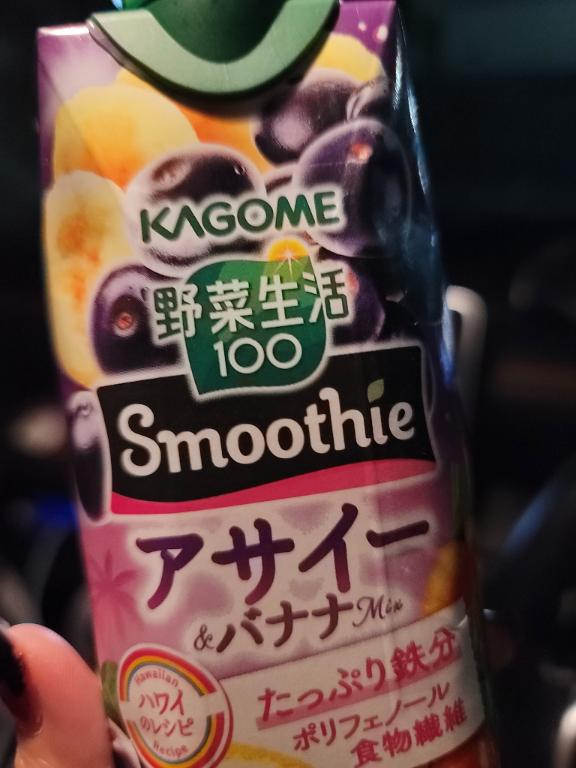 KAGOME
野菜生活
100
Smoothie
アサイー
&バナナMix
Hawaiian
ハワイ
のレシピ
Recipe
たっぷり鉄分
ポリフェノール
食物繊維